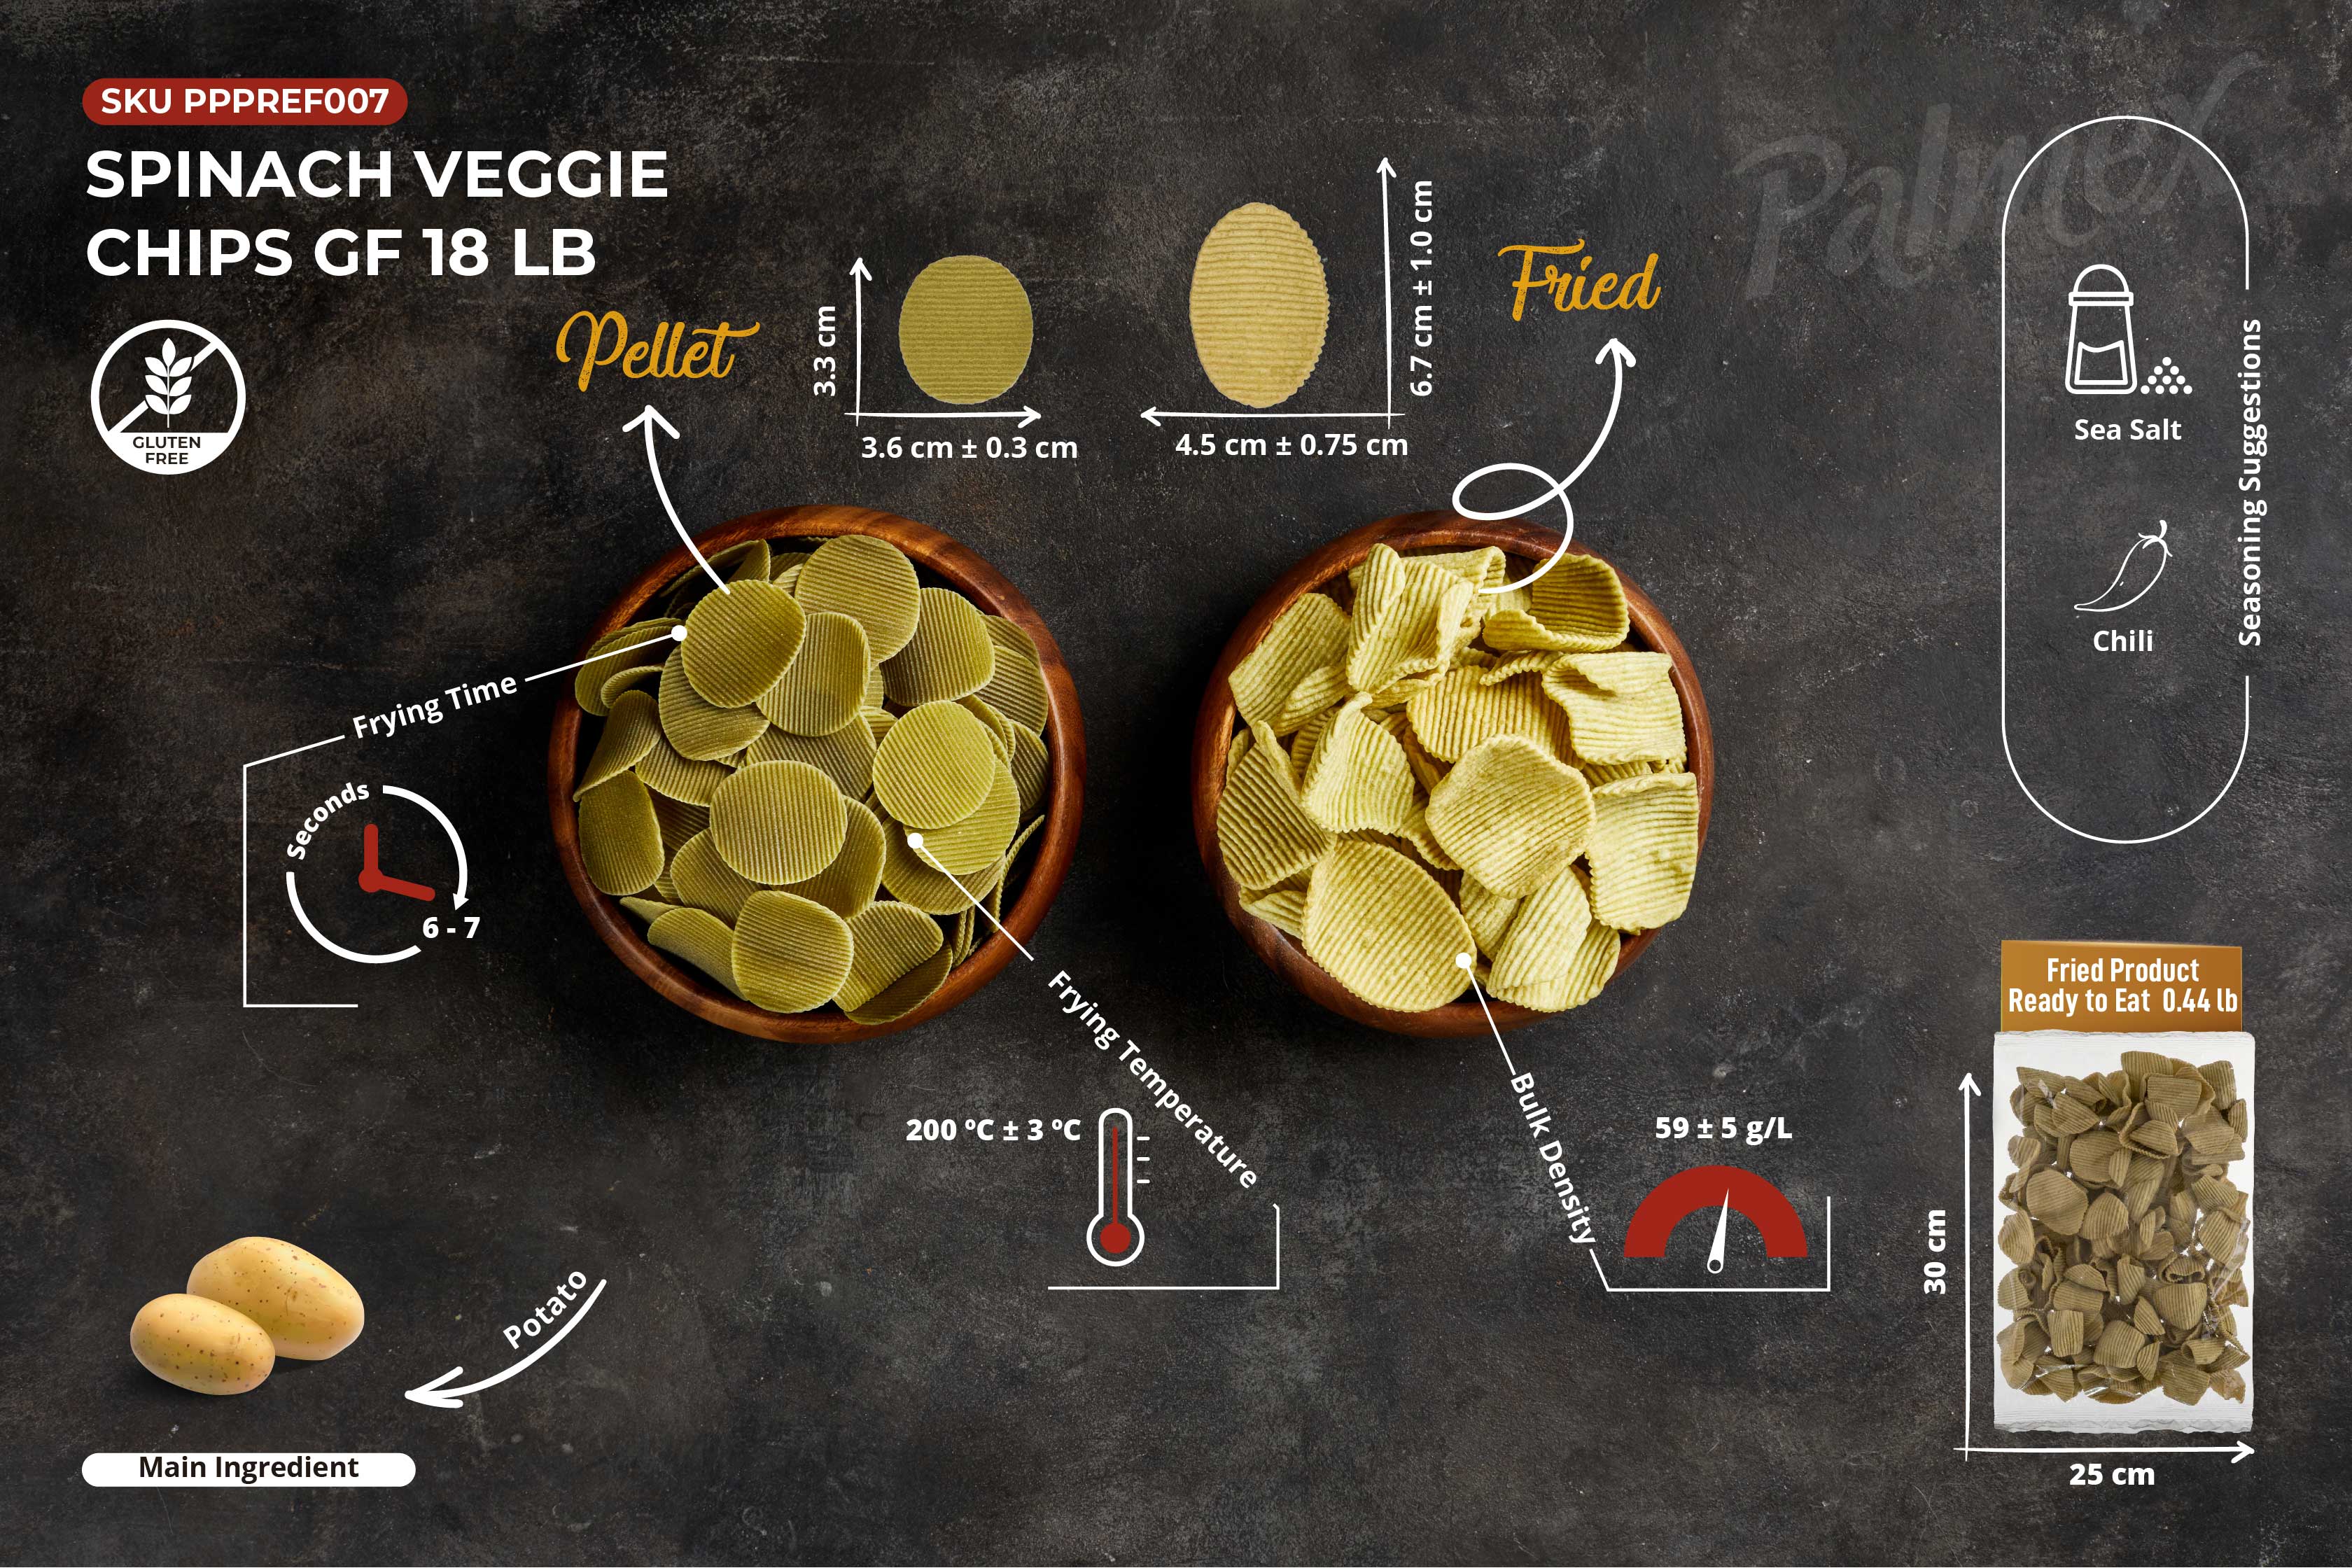 SKU PPPREF007
SPINACH VEGGIE
CHIPS GF 18 LB
GLUTEN
FREE
Pellet
3.3 cm
3.6 cm ± 0.3 cm
4.5 cm ± 0.75 cm
6.7 cm ± 1.0 cm
Fried
Palmex
Sea Salt
Chili
Seasoning Suggestions
Frying Time
Seconds
6 - 7
Frying Temperature
200 ºC ± 3 ºC
Bulk Density
59 ± 5 g/L
Fried Product
Ready to Eat 0.44 lb
30 cm
25 cm
Potato
Main Ingredient